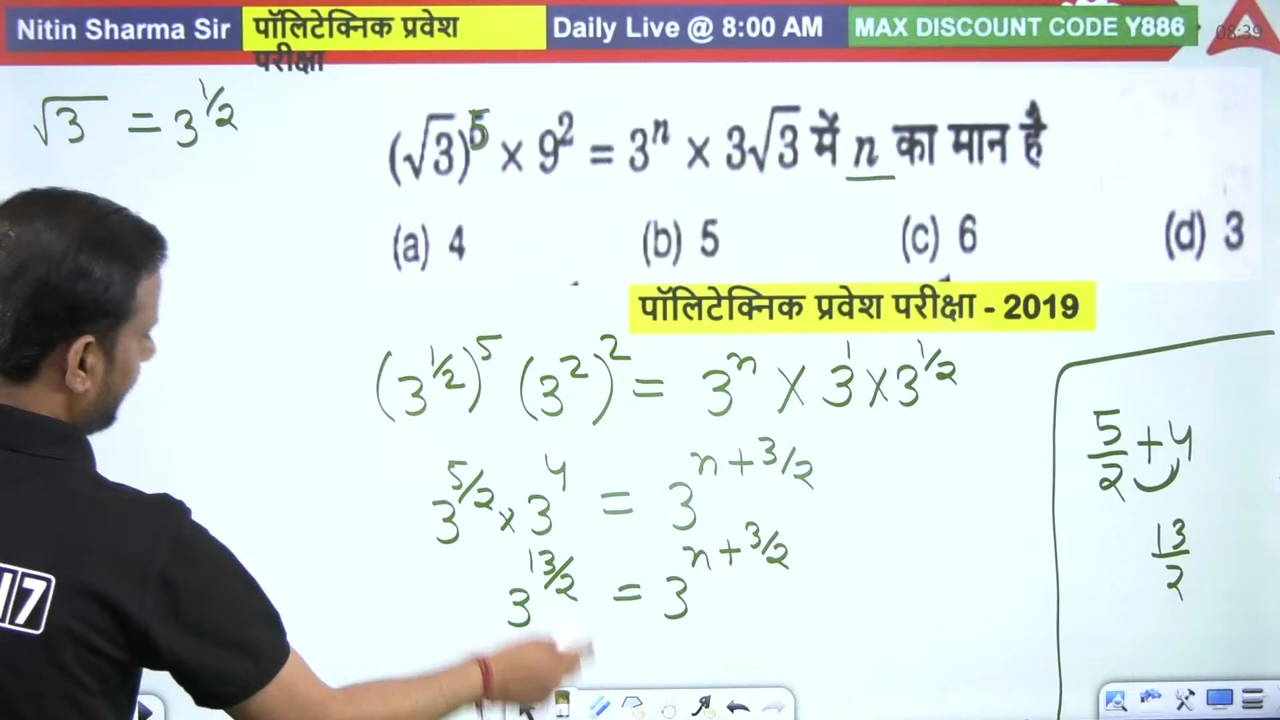 Nitin Sharma Sir पॉलिटेक्निक प्रवेश परीक्षा Daily Live @ 8:00 AM MAX DISCOUNT CODE Y886 08:39
√3 = 3^1/2
(√3)^5 × 9^2 = 3^n × 3√3 में n का मान है
(a) 4 (b) 5 (c) 6 (d) 3
पॉलिटेक्निक प्रवेश परीक्षा - 2019
(3^1/2)^5 (3^2)^2 = 3^n × 3^1 × 3^1/2
3^5/2 × 3^4 = 3^n+3/2
3^13/2 = 3^n+3/2
5/2 + 4
13/2
17